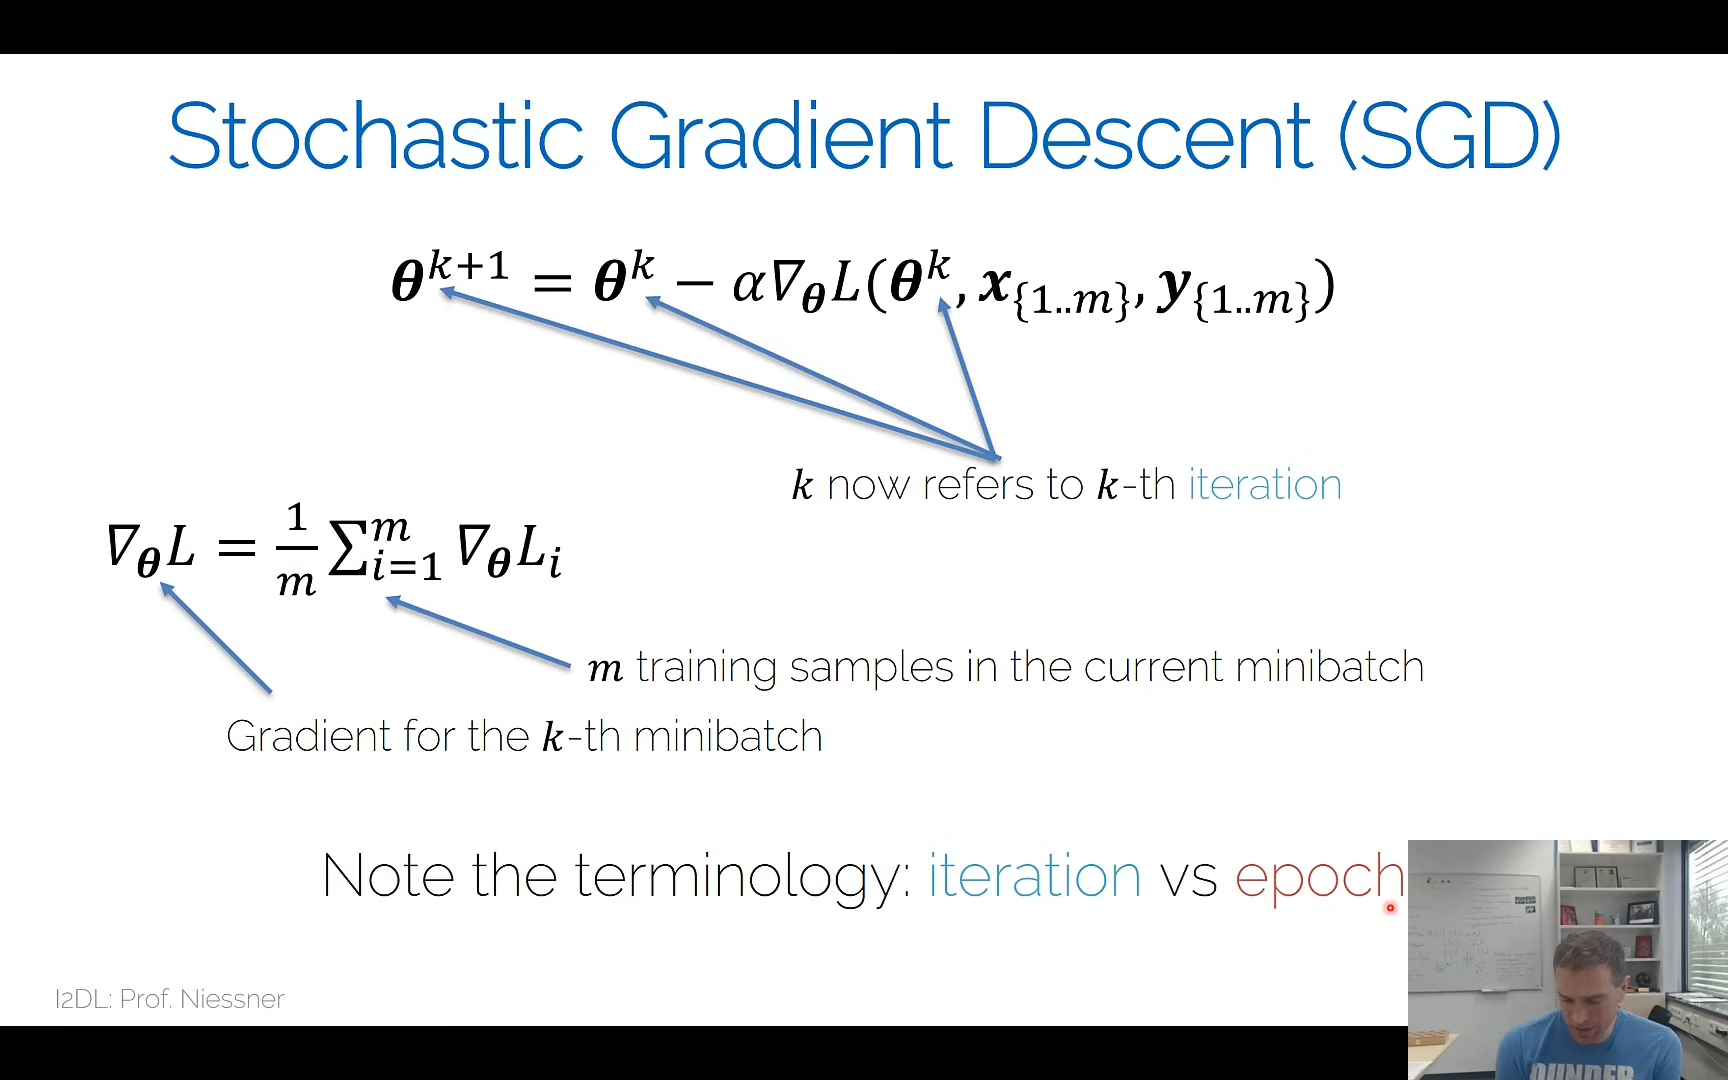 Stochastic Gradient Descent (SGD)
𝜽^{k+1} = 𝜽^k − α∇_𝜽 L(𝜽^k, 𝒙_{1..m}, 𝒚_{1..m})
k now refers to k-th iteration
∇_𝜽 L = 1/m ∑_{i=1}^m ∇_𝜽 L_i
m training samples in the current minibatch
Gradient for the k-th minibatch
Note the terminology: iteration vs epoch
I2DL: Prof. Niessner